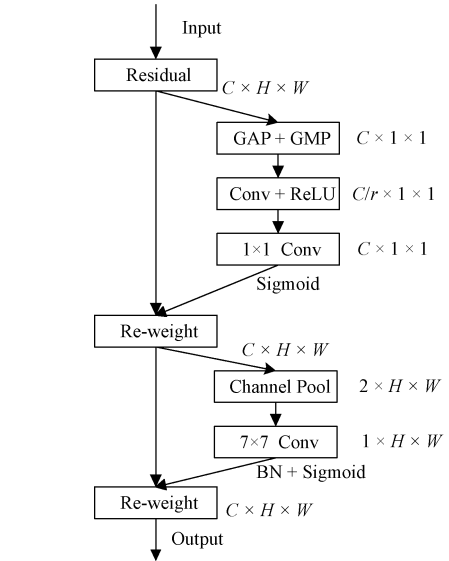 Input
Residual
C × H × W
GAP + GMP
C × 1 × 1
Conv + ReLU
C/r × 1 × 1
1×1 Conv
C × 1 × 1
Sigmoid
Re-weight
C × H × W
Channel Pool
2 × H × W
7×7 Conv
1 × H × W
BN + Sigmoid
Re-weight
C × H × W
Output